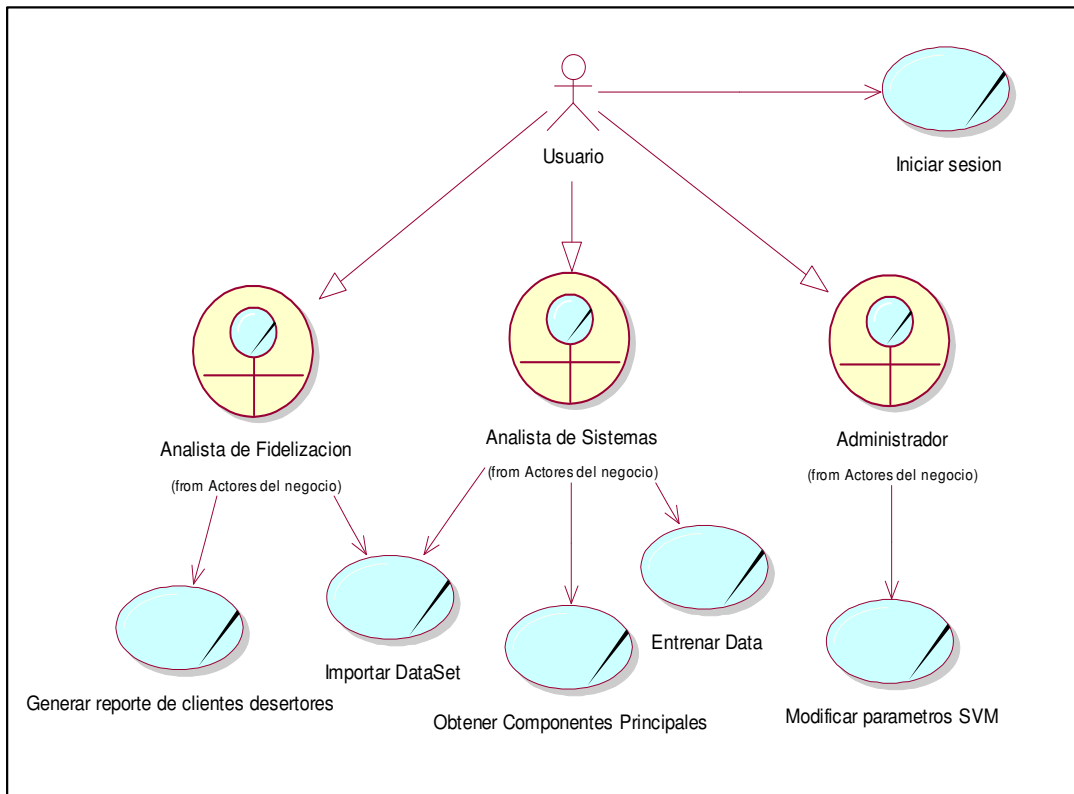 Usuario
Iniciar sesion
Analista de Fidelizacion
(from Actores del negocio)
Analista de Sistemas
(from Actores del negocio)
Administrador
(from Actores del negocio)
Generar reporte de clientes desertores
Importar DataSet
Obtener Componentes Principales
Entrenar Data
Modificar parametros SVM